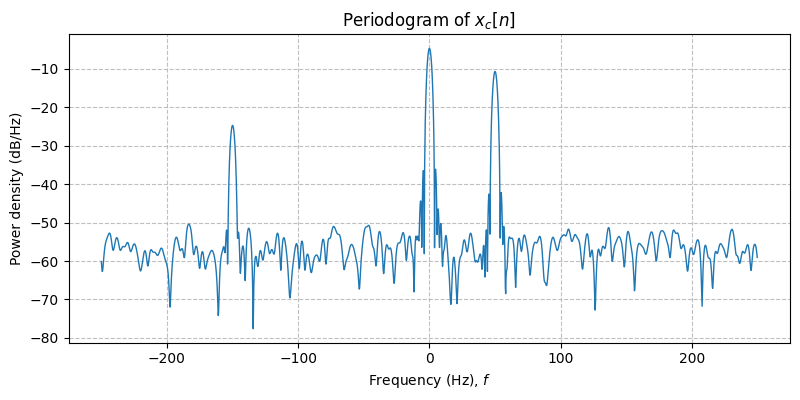 Periodogram of $x_c[n]$
Power density (dB/Hz)
−10
−20
−30
−40
−50
−60
−70
−80
−200 −100 0 100 200
Frequency (Hz), f